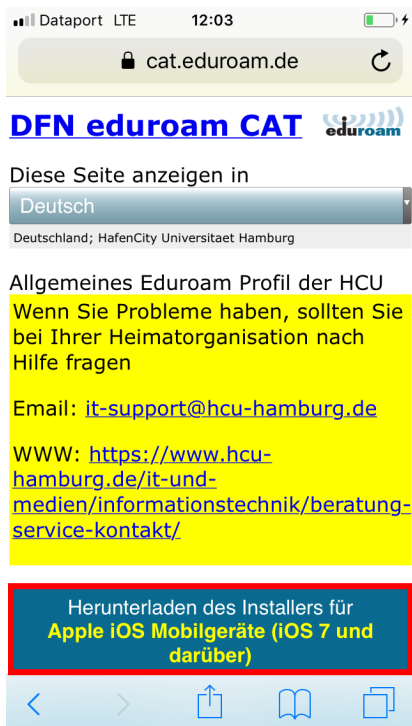 Dataport LTE 12:03
cat.eduroam.de
DFN eduroam CAT eduroam
Diese Seite anzeigen in
Deutsch
Deutschland; HafenCity Universitaet Hamburg
Allgemeines Eduroam Profil der HCU
Wenn Sie Probleme haben, sollten Sie
bei Ihrer Heimatorganisation nach
Hilfe fragen
Email: it-support@hcu-hamburg.de
WWW: https://www.hcu-
hamburg.de/it-und-
medien/informationstechnik/beratung-
service-kontakt/
Herunterladen des Installers für
Apple iOS Mobilgeräte (iOS 7 und
darüber)